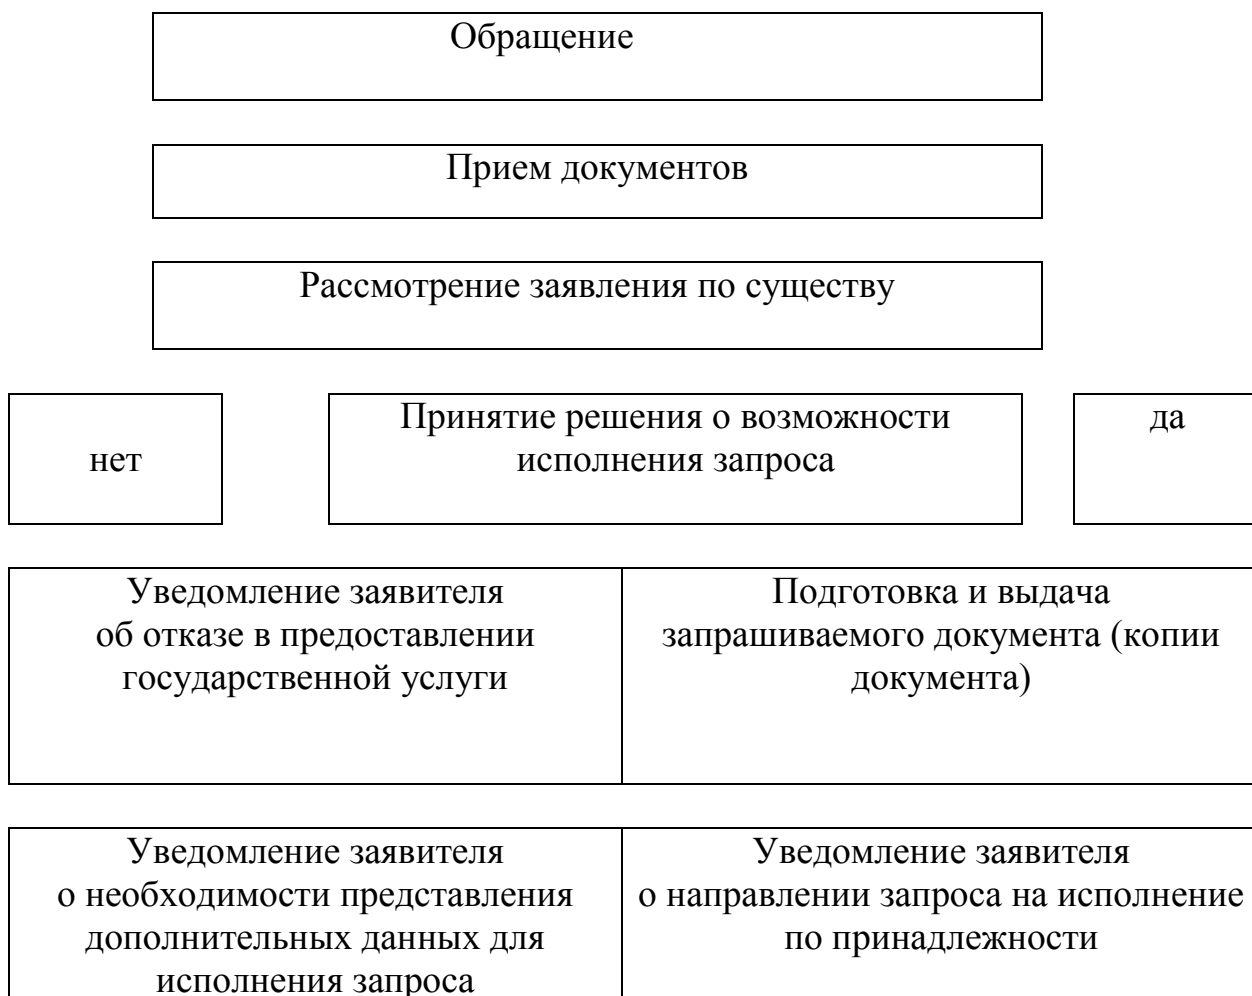 Обращение
Прием документов
Рассмотрение заявления по существу
нет
Принятие решения о возможности
исполнения запроса
да
Уведомление заявителя
об отказе в предоставлении
государственной услуги
Подготовка и выдача
запрашиваемого документа (копии
документа)
Уведомление заявителя
о необходимости представления
дополнительных данных для
исполнения запроса
Уведомление заявителя
о направлении запроса на исполнение
по принадлежности